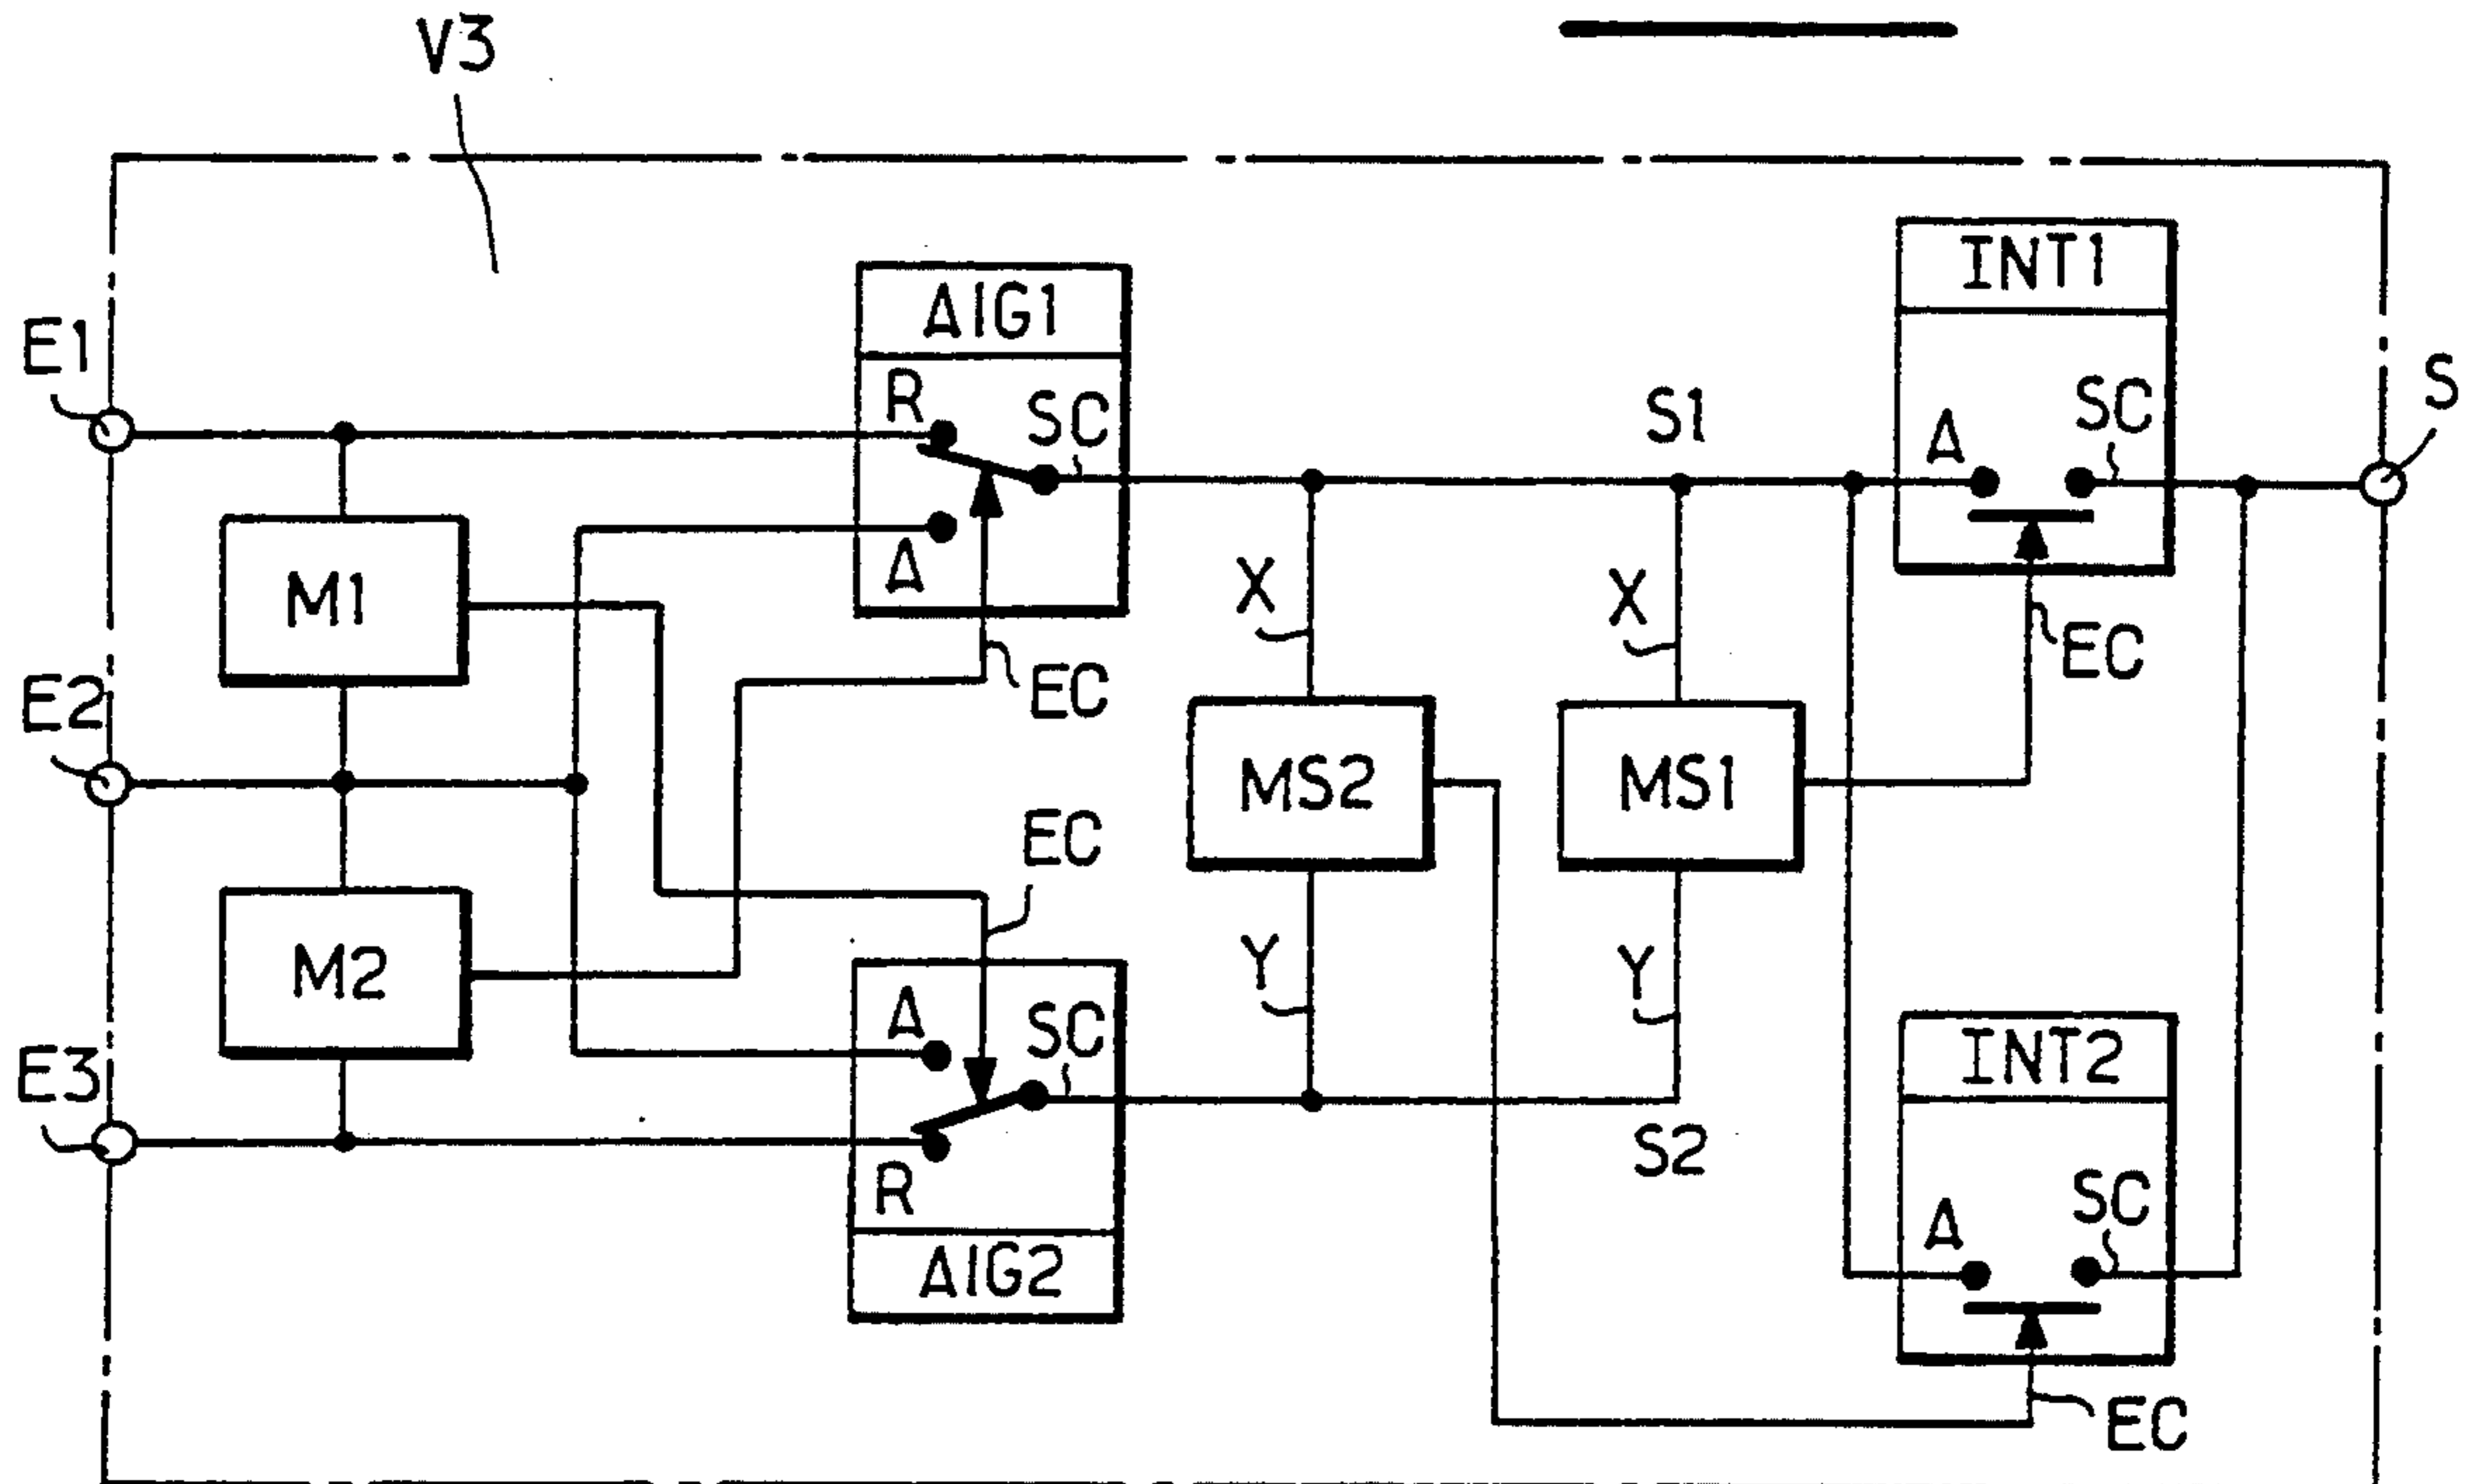 V3
INT1
AIG1
E1
R
SC
S1
A
SC
S
A
M1
X
X
EC
EC
E2
MS2
MS1
EC
M2
A
SC
Y
Y
E3
INT2
S2
R
SC
A
AIG2
EC